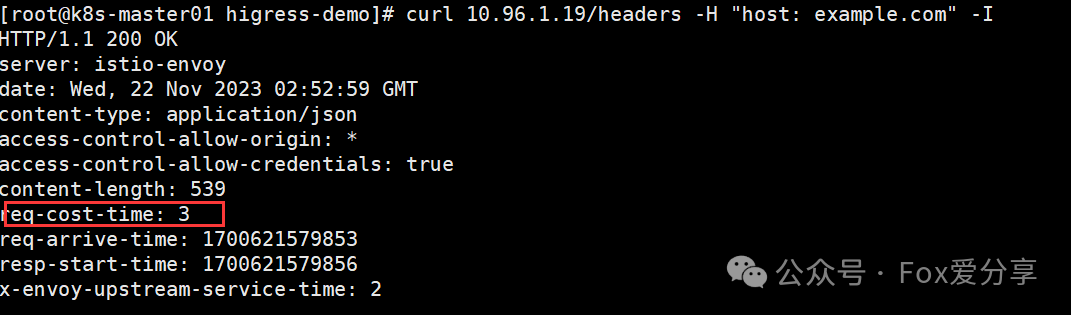 [root@k8s-master01 higress-demo]# curl 10.96.1.19/headers -H "host: example.com" -I
HTTP/1.1 200 OK
server: istio-envoy
date: Wed, 22 Nov 2023 02:52:59 GMT
content-type: application/json
access-control-allow-origin: *
access-control-allow-credentials: true
content-length: 539
req-cost-time: 3
req-arrive-time: 1700621579853
resp-start-time: 1700621579856
x-envoy-upstream-service-time: 2
公众号 · Fox爱分享